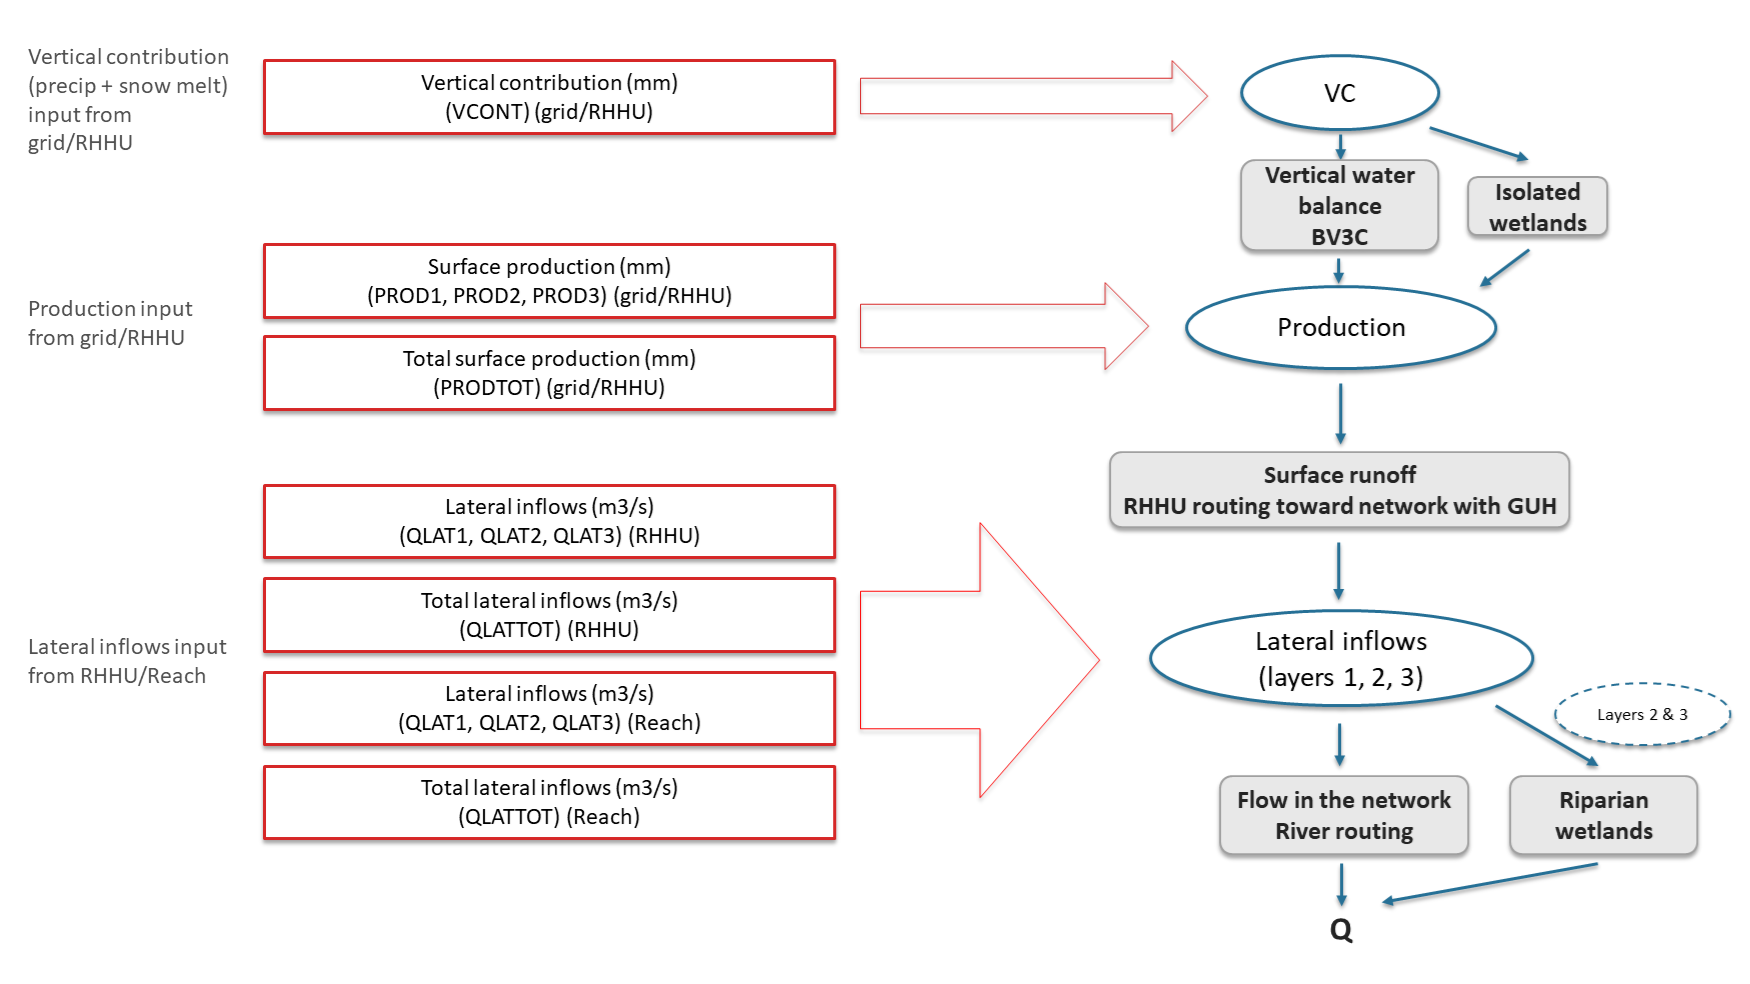 Vertical contribution
(precip + snow melt)
input from
grid/RHHU
Vertical contribution (mm)
(VCONT) (grid/RHHU)
VC
Vertical water
balance
BV3C
Isolated
wetlands
Production input
from grid/RHHU
Surface production (mm)
(PROD1, PROD2, PROD3) (grid/RHHU)
Total surface production (mm)
(PRODTOT) (grid/RHHU)
Production
Surface runoff
RHHU routing toward network with GUH
Lateral inflows input
from RHHU/Reach
Lateral inflows (m3/s)
(QLAT1, QLAT2, QLAT3) (RHHU)
Total lateral inflows (m3/s)
(QLATTOT) (RHHU)
Lateral inflows (m3/s)
(QLAT1, QLAT2, QLAT3) (Reach)
Total lateral inflows (m3/s)
(QLATTOT) (Reach)
Lateral inflows
(layers 1, 2, 3)
Layers 2 & 3
Flow in the network
River routing
Riparian
wetlands
Q